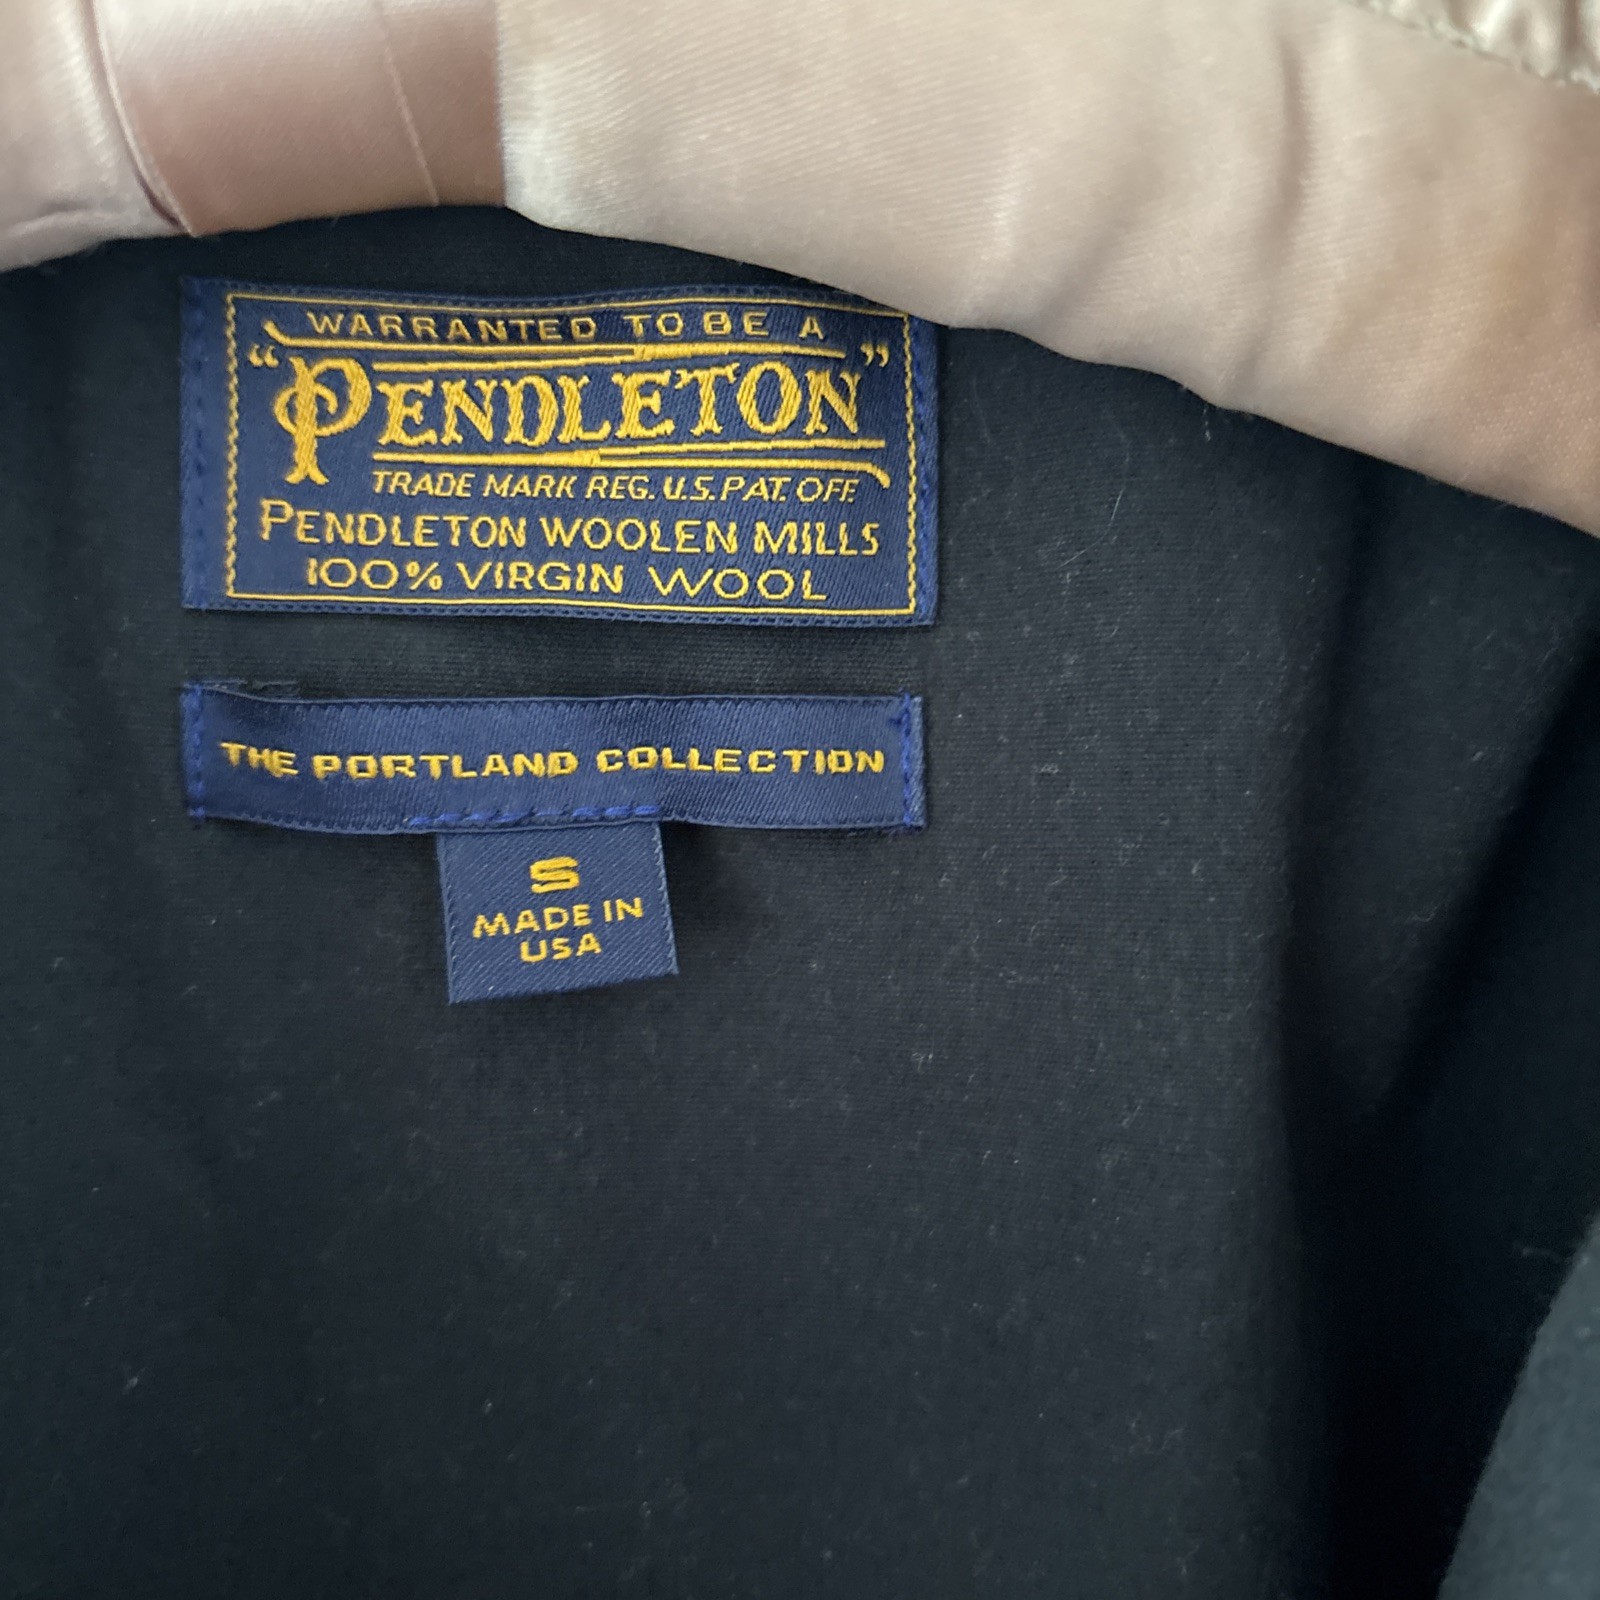 WARRANTED TO BE A
"PENDLETON"
TRADE MARK REG. U.S. PAT. OFF.
PENDLETON WOOLEN MILLS
100% VIRGIN WOOL
THE PORTLAND COLLECTION
S
MADE IN
USA